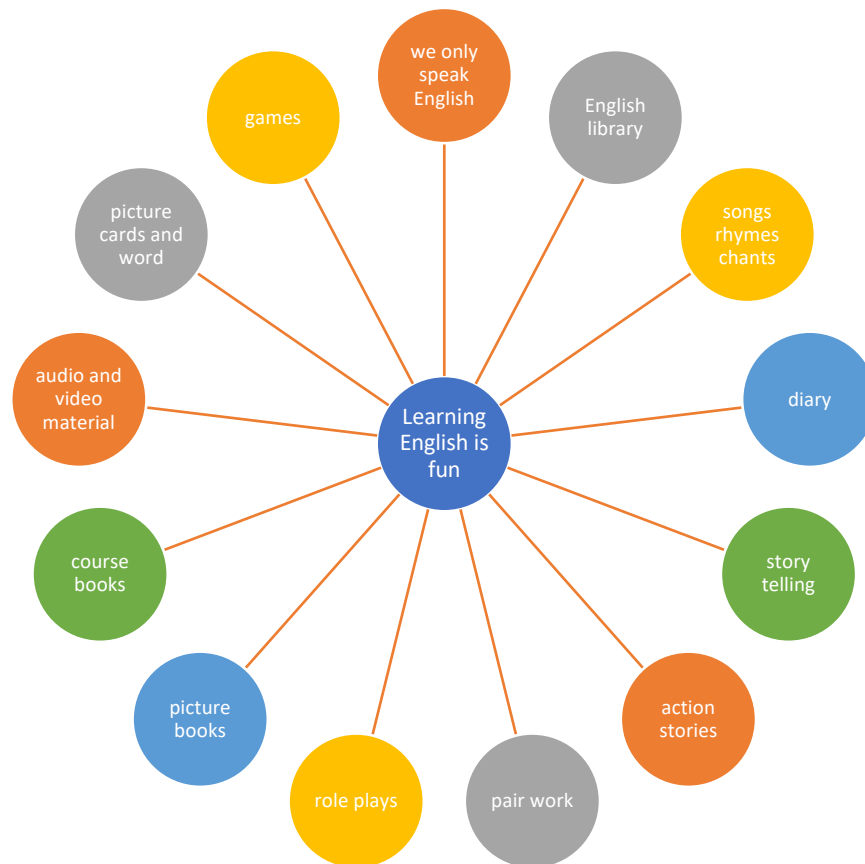 we only
speak
English
English
library
songs
rhymes
chants
diary
story
telling
action
stories
pair work
role plays
picture
books
course
books
audio and
video
material
picture
cards and
word
games
Learning
English is
fun